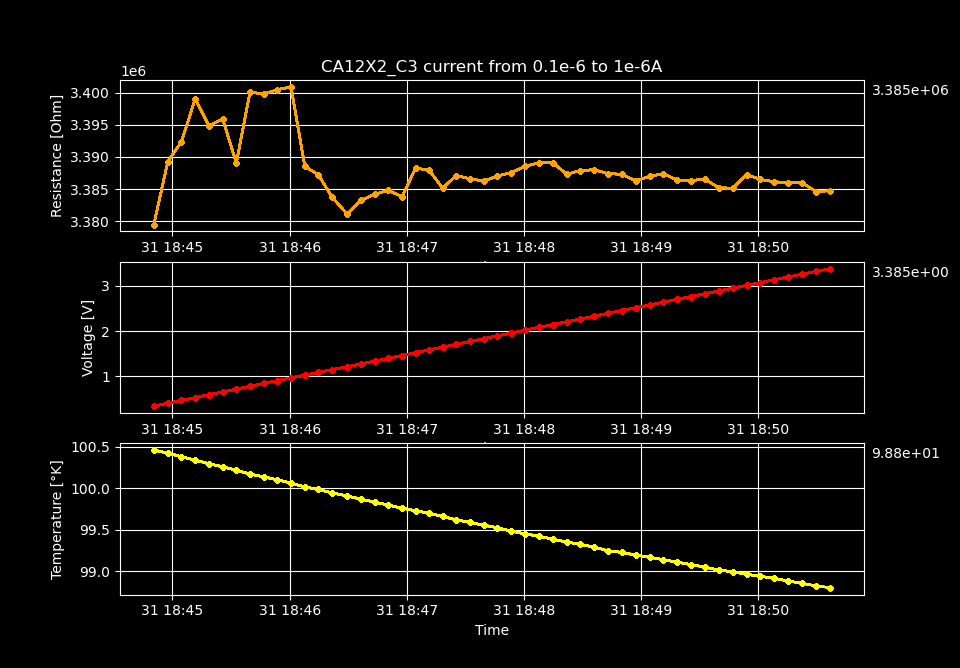 CA12X2_C3 current from 0.1e-6 to 1e-6A
1e6
3.385e+06
3.400
3.395
3.390
3.385
3.380
Resistance [Ohm]
31 18:45 31 18:46 31 18:47 31 18:48 31 18:49 31 18:50
3.385e+00
3
2
1
Voltage [V]
31 18:45 31 18:46 31 18:47 31 18:48 31 18:49 31 18:50
9.88e+01
100.5
100.0
99.5
99.0
Temperature [°K]
31 18:45 31 18:46 31 18:47 31 18:48 31 18:49 31 18:50
Time